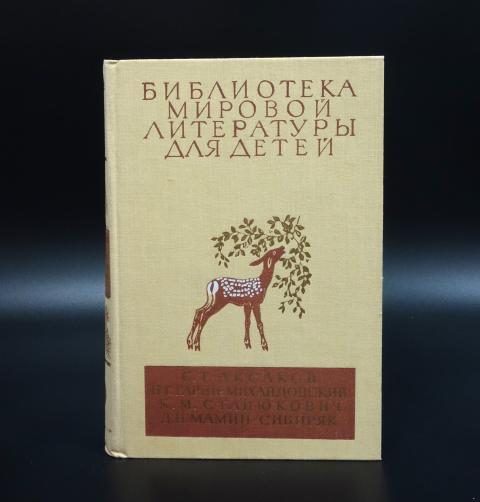 БИБЛИОТЕКА
МИРОВОЙ
ЛИТЕРАТУРЫ
ДЛЯ ДЕТЕЙ
С.Т. АКСАКОВ
Н.Г. ГАРИН-МИХАЙЛОВСКИЙ
К.М. СТАНЮКОВИЧ
Д.Н. МАМИН-СИБИРЯК